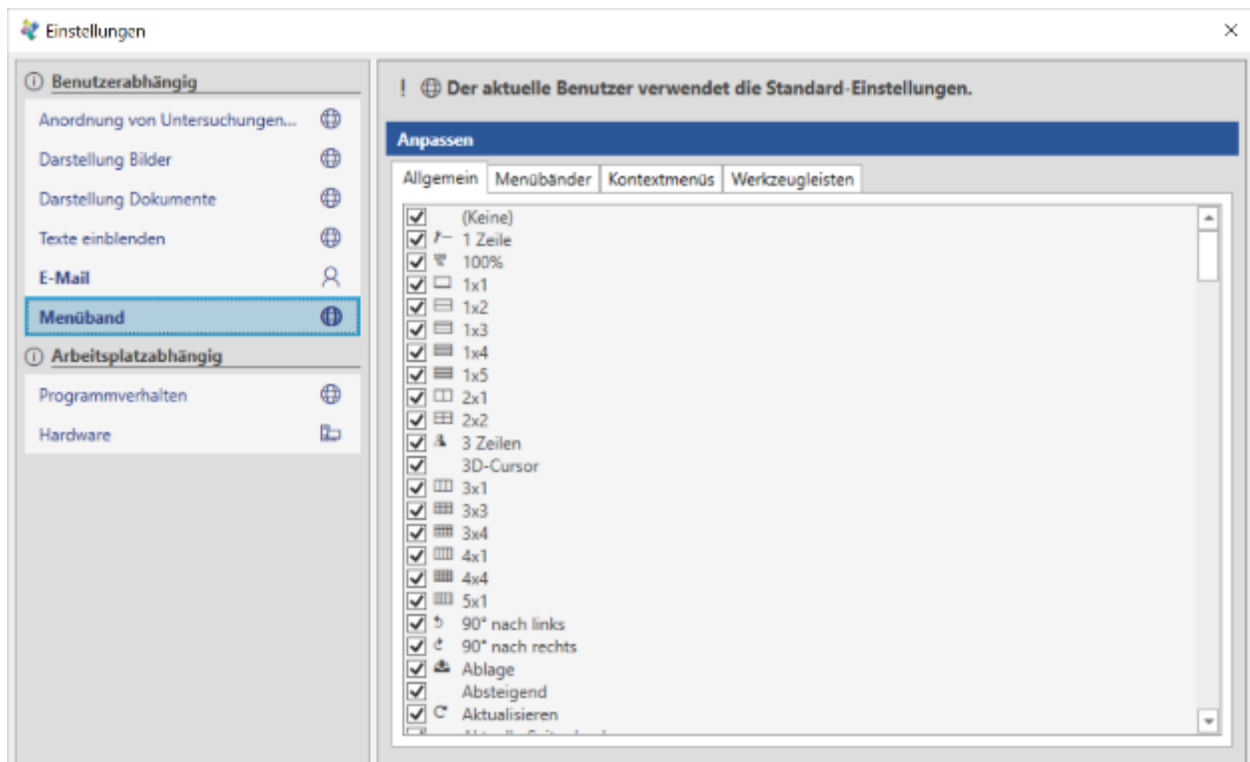 Einstellungen
Benutzerabhängig
Anordnung von Untersuchungen...
Darstellung Bilder
Darstellung Dokumente
Texte einblenden
E-Mail
Menüband
Arbeitsplatzabhängig
Programmverhalten
Hardware
! Der aktuelle Benutzer verwendet die Standard-Einstellungen.
Anpassen
Allgemein Menübänder Kontextmenüs Werkzeugleisten
(Keine)
1 Zeile
100%
1x1
1x2
1x3
1x4
1x5
2x1
2x2
3 Zeilen
3D-Cursor
3x1
3x3
3x4
4x1
4x4
5x1
90° nach links
90° nach rechts
Ablage
Absteigend
Aktualisieren